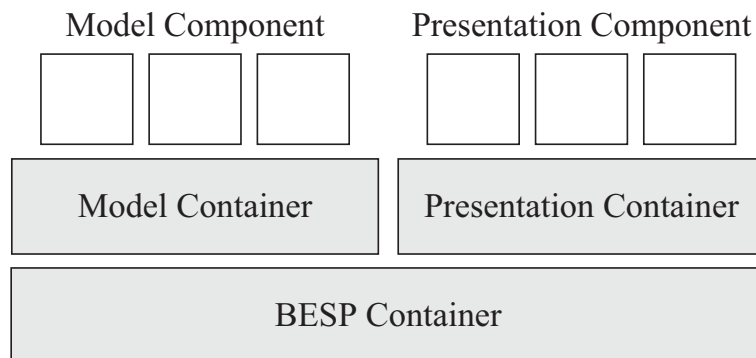 Model Component
Presentation Component
Model Container
Presentation Container
BESP Container